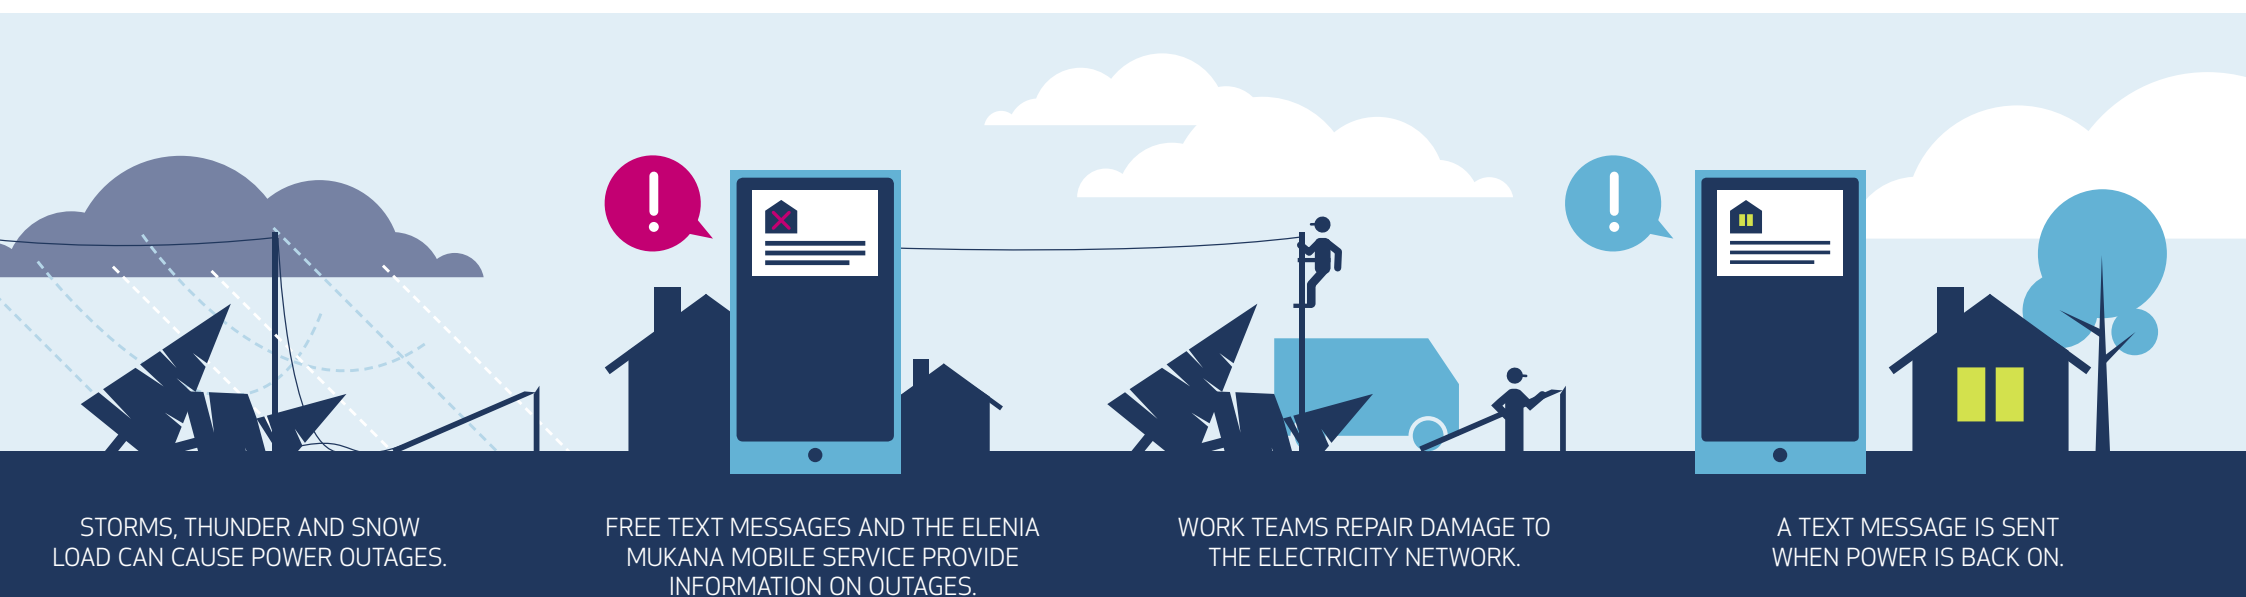 STORMS, THUNDER AND SNOW
LOAD CAN CAUSE POWER OUTAGES.
FREE TEXT MESSAGES AND THE ELENIA
MUKANA MOBILE SERVICE PROVIDE
INFORMATION ON OUTAGES.
WORK TEAMS REPAIR DAMAGE TO
THE ELECTRICITY NETWORK.
A TEXT MESSAGE IS SENT
WHEN POWER IS BACK ON.